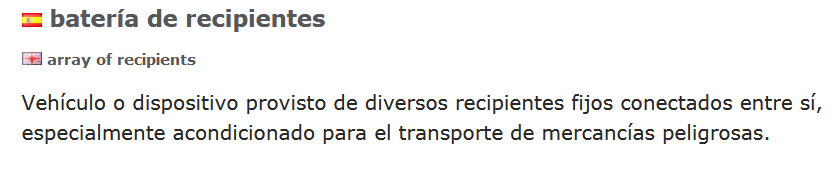 batería de recipientes
array of recipients
Vehículo o dispositivo provisto de diversos recipientes fijos conectados entre sí,
especialmente acondicionado para el transporte de mercancías peligrosas.